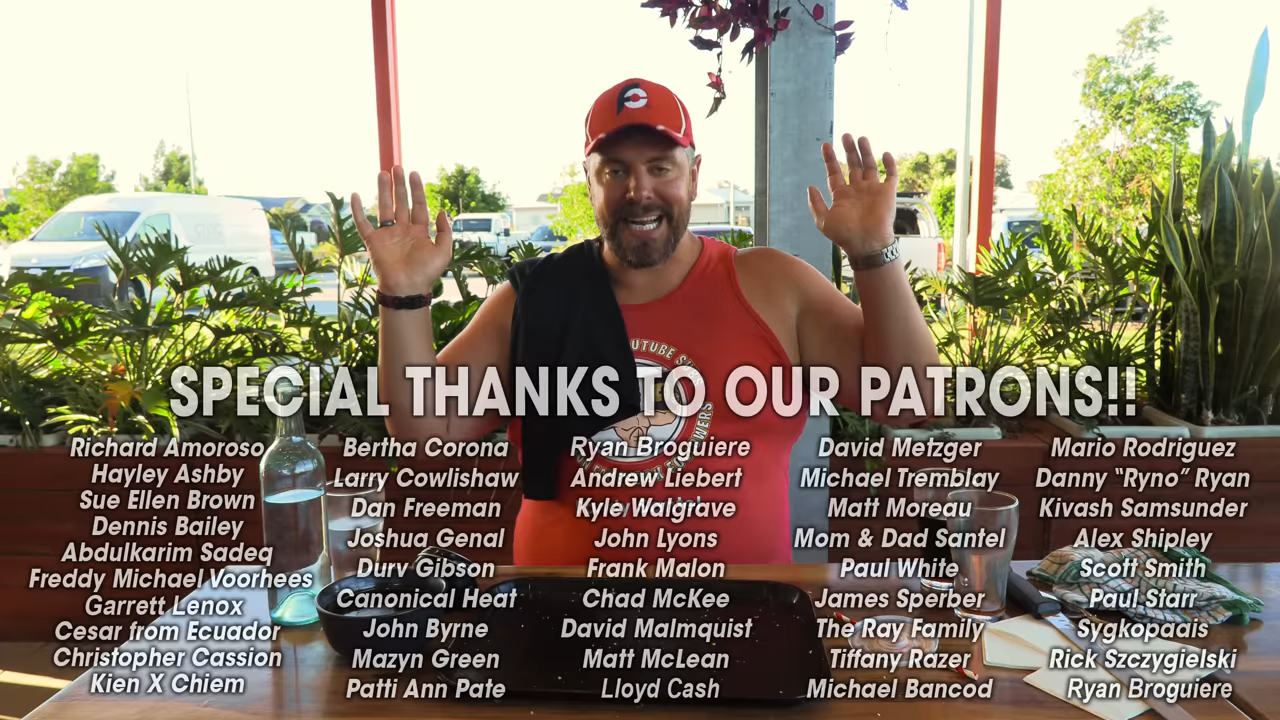 SPECIAL THANKS TO OUR PATRONS!!
Richard Amoroso
Hayley Ashby
Sue Ellen Brown
Dennis Bailey
Abdulkarim Sadeq
Freddy Michael Voorhees
Garrett Lenox
Cesar from Ecuador
Christopher Cassion
Kien X Chiem
Bertha Corona
Larry Cowlishaw
Dan Freeman
Joshua Genal
Durv Gibson
Canonical Heat
John Byrne
Mazyn Green
Patti Ann Pate
Ryan Broguiere
Andrew Liebert
Kyle Walgrave
John Lyons
Frank Malon
Chad McKee
David Malmquist
Matt McLean
Lloyd Cash
David Metzger
Michael Tremblay
Matt Moreau
Mom & Dad Santel
Paul White
James Sperber
The Ray Family
Tiffany Razer
Michael Bancod
Mario Rodriguez
Danny “Ryno” Ryan
Kivash Samsunder
Alex Shipley
Scott Smith
Paul Starr
Sygkopaais
Rick Szczygielski
Ryan Broguiere